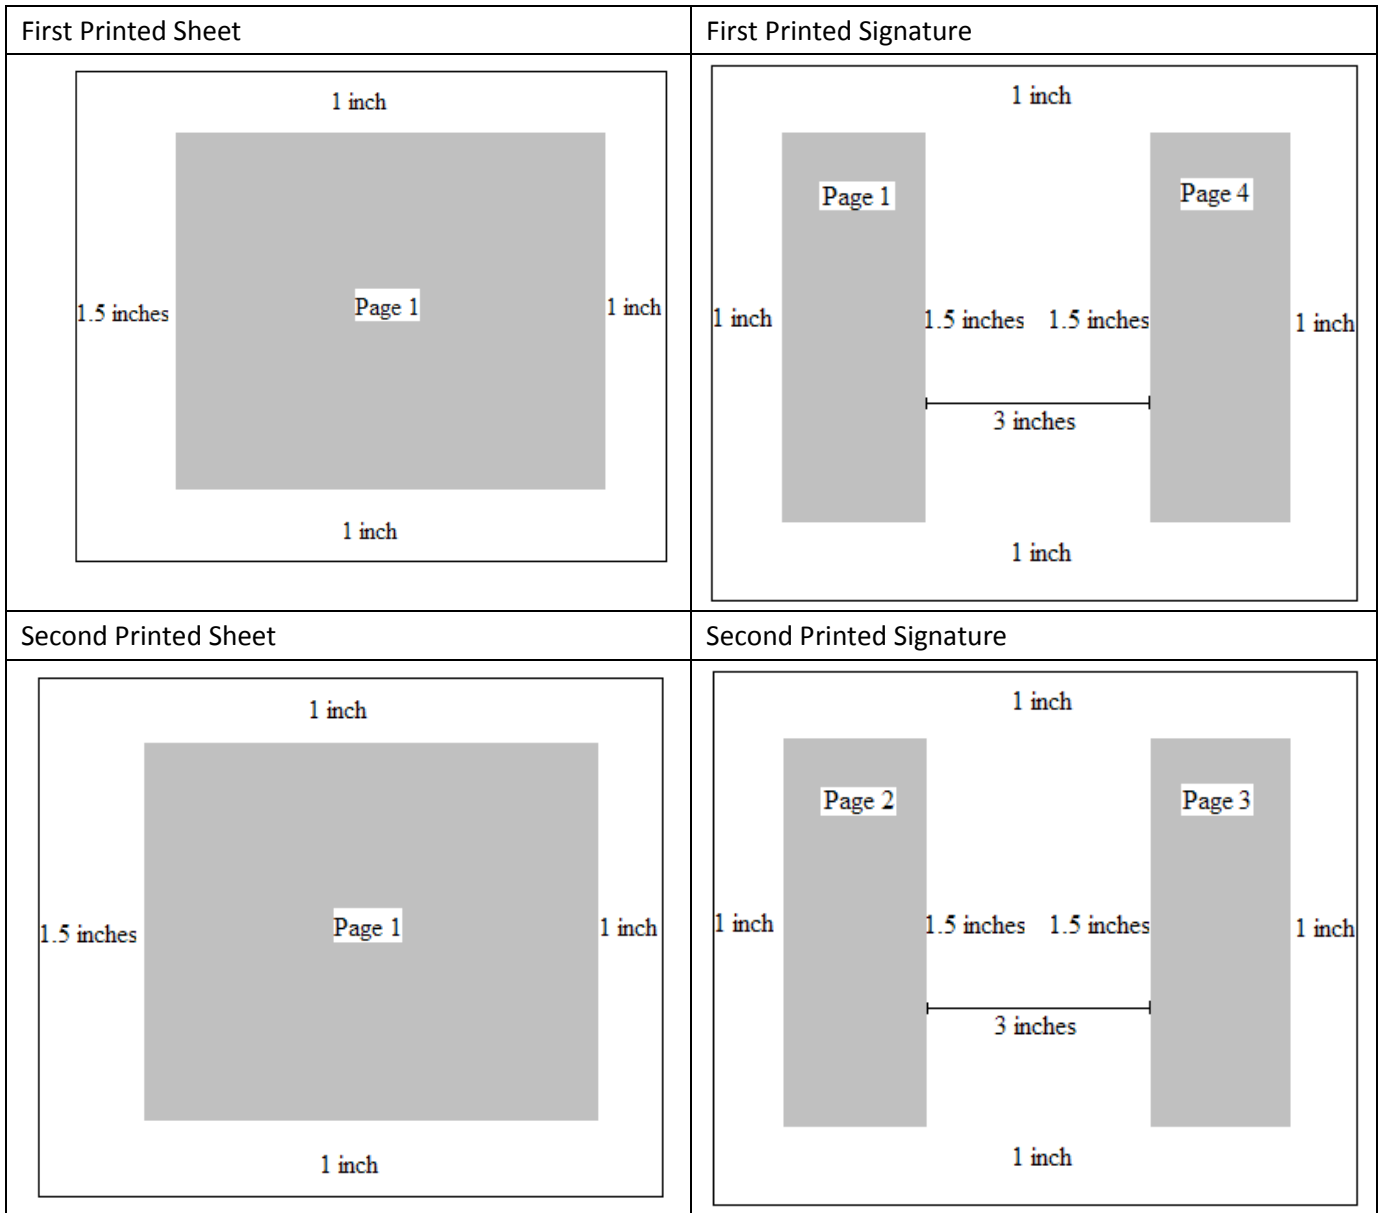 First Printed Sheet
First Printed Signature
1 inch
1.5 inches
Page 1
1 inch
1 inch
1 inch
Page 1
Page 4
1 inch
1.5 inches
1.5 inches
1 inch
3 inches
1 inch
Second Printed Sheet
Second Printed Signature
1 inch
1.5 inches
Page 1
1 inch
1 inch
1 inch
Page 2
Page 3
1 inch
1.5 inches
1.5 inches
1 inch
3 inches
1 inch